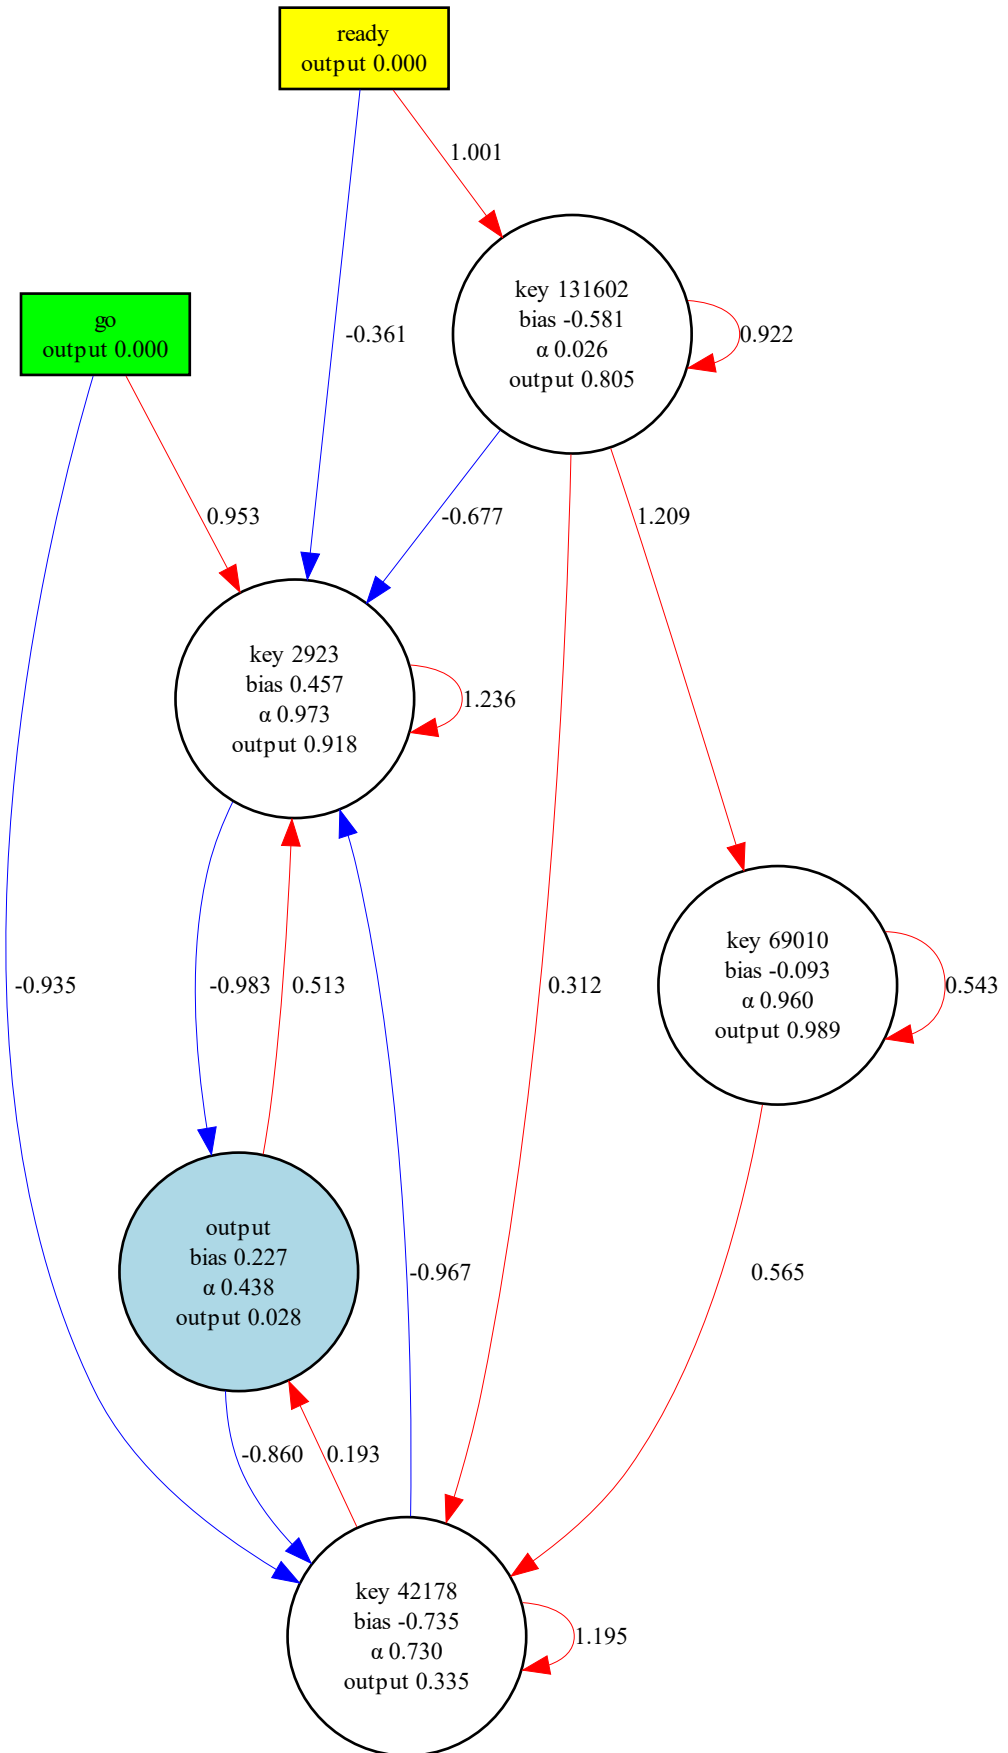 ready
output 0.000
1.001
key 131602
bias -0.581
α 0.026
output 0.805
0.922
go
output 0.000
-0.361
0.953
-0.677
1.209
key 2923
bias 0.457
α 0.973
output 0.918
1.236
-0.935
-0.983
0.513
0.312
key 69010
bias -0.093
α 0.960
output 0.989
0.543
output
bias 0.227
α 0.438
output 0.028
-0.967
0.565
-0.860
0.193
key 42178
bias -0.735
α 0.730
output 0.335
1.195